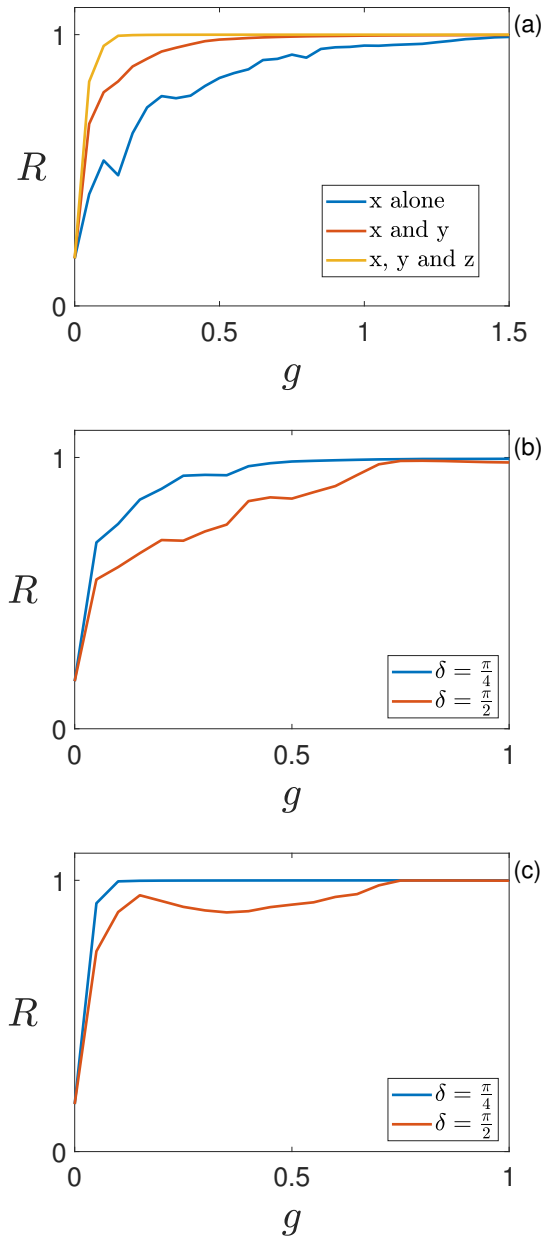 (a)
1
R
0
x alone
x and y
x, y and z
0 0.5 1 1.5
g
(b)
1
R
0
δ = π/4
δ = π/2
0 0.5 1
g
(c)
1
R
0
δ = π/4
δ = π/2
0 0.5 1
g